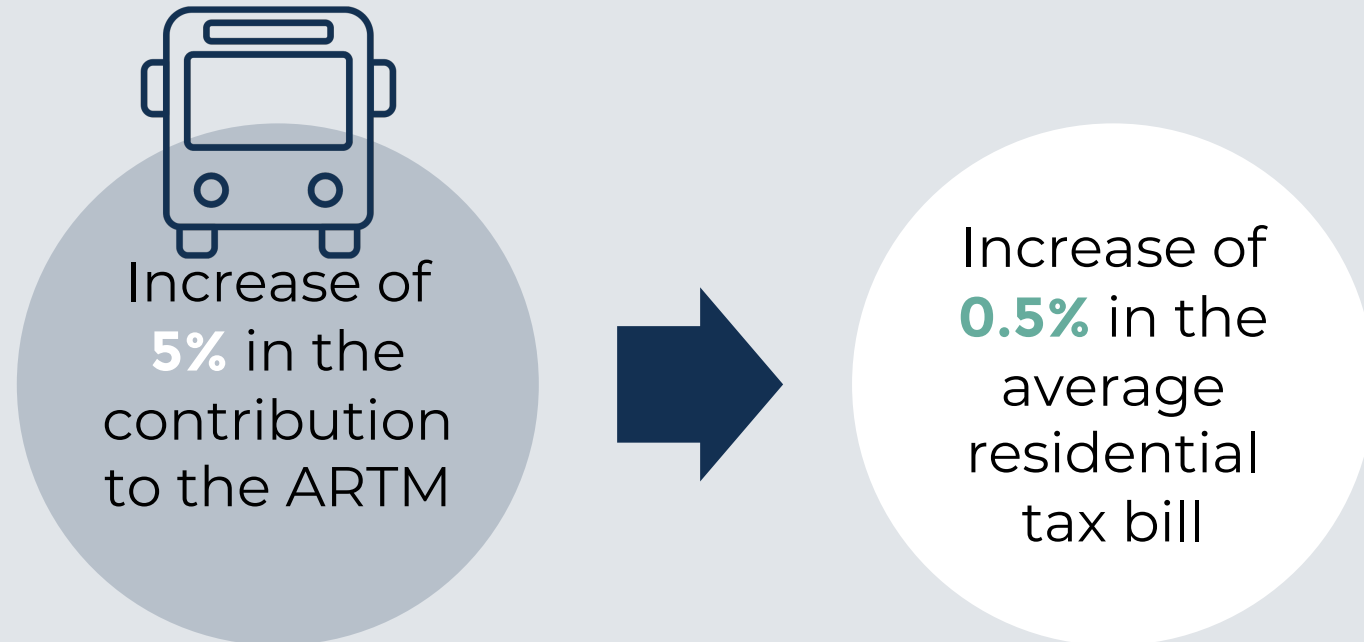 Increase of
5% in the
contribution
to the ARTM
Increase of
0.5% in the
average
residential
tax bill